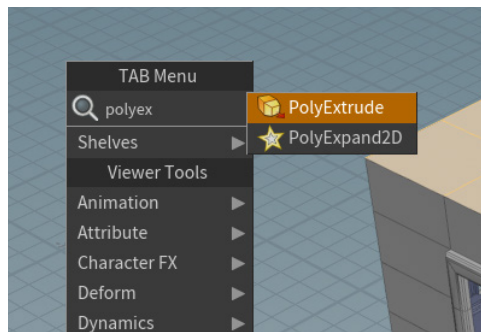 TAB Menu
polyex
PolyExtrude
PolyExpand2D
Shelves
Viewer Tools
Animation
Attribute
Character FX
Deform
Dynamics